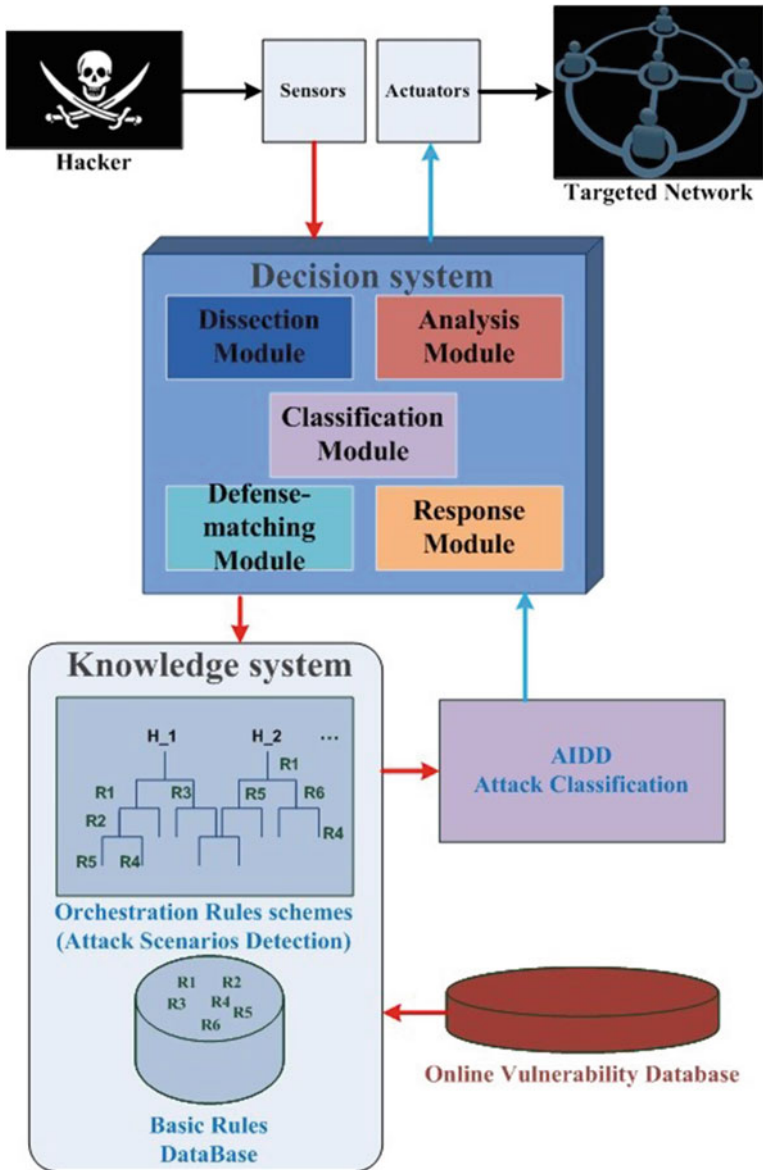 Sensors
Actuators
Hacker
Targeted Network
Decision system
Dissection
Module
Analysis
Module
Classification
Module
Defense-
matching
Module
Response
Module
Knowledge system
H_1
H_2
...
R1
R1
R3
R5
R6
R2
R4
R5
R4
AIDD
Attack Classification
Orchestration Rules schemes
(Attack Scenarios Detection)
R1
R2
R3
R4
R5
R6
Online Vulnerability Database
Basic Rules
DataBase